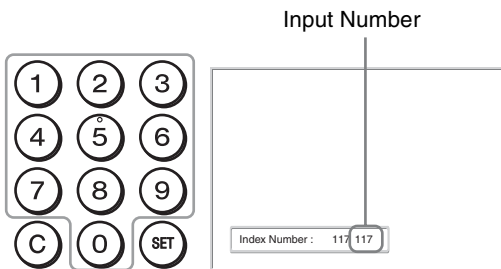 Input Number
1 2 3
4 5 6
7 8 9
C 0 SET
Index Number : 117 117